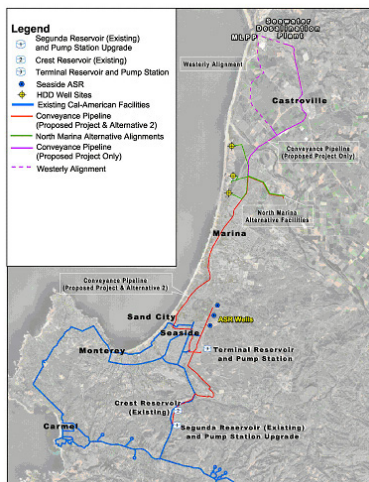 Legend
Segunda Reservoir (Existing)
and Pump Station Upgrade
Crest Reservoir (Existing)
Terminal Reservoir and Pump Station
Seaside ASR
HDD Well Sites
Existing Cal-American Facilities
Conveyance Pipeline
(Proposed Project & Alternative 2)
North Marina Alternative Alignments
Conveyance Pipeline
(Proposed Project Only)
Westerly Alignment
Seawater
Desalination
Plant
MLPP
Westerly Alignment
Castroville
Conveyance Pipeline
(Proposed Project Only)
North Marina
Alternative Facilities
Marina
Conveyance Pipeline
(Proposed Project & Alternative 2)
Sand City
ASR Wells
Seaside
Monterey
Terminal Reservoir
and Pump Station
Crest Reservoir
(Existing)
Carmel
Segunda Reservoir (Existing)
and Pump Station Upgrade